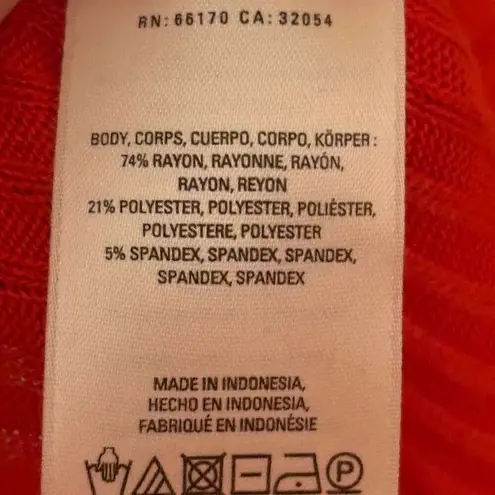 RN: 66170 CA: 32054
BODY, CORPS, CUERPO, CORPO, KÖRPER :
74% RAYON, RAYONNE, RAYÓN,
RAYON, REYON
21% POLYESTER, POLYESTER, POLIÉSTER,
POLYESTERE, POLYESTER
5% SPANDEX, SPANDEX, SPANDEX,
SPANDEX, SPANDEX
MADE IN INDONESIA,
HECHO EN INDONESIA,
FABRIQUÉ EN INDONÉSIE
P